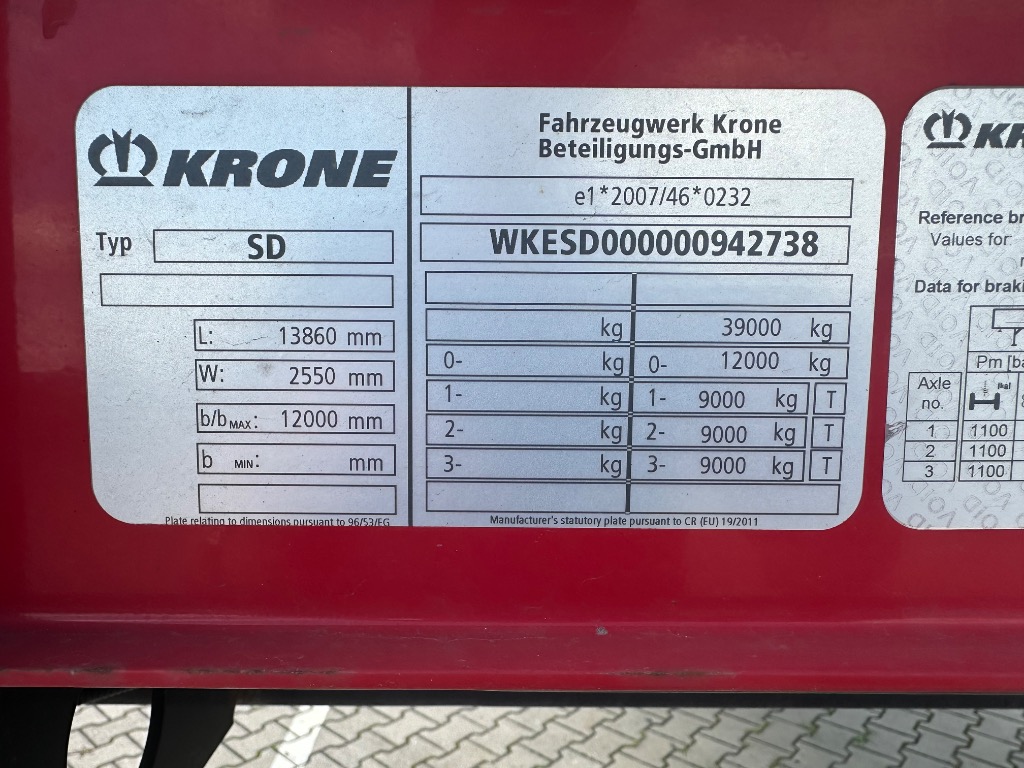 KRONE
Typ SD
L: 13860 mm
W: 2550 mm
b/b MAX: 12000 mm
b MIN: mm
Plate relating to dimensions pursuant to 96/53/EG
Fahrzeugwerk Krone
Beteiligungs-GmbH
e1*2007/46*0232
WKESD000000942738
kg 39000 kg
0- kg 0- 12000 kg
1- kg 1- 9000 kg T
2- kg 2- 9000 kg T
3- kg 3- 9000 kg T
Manufacturer's statutory plate pursuant to CR (EU) 19/2011
KR
Reference br
Values for:
Data for braki
Pm [ba
Axle
no.
1 1100
2 1100
3 1100
VOID